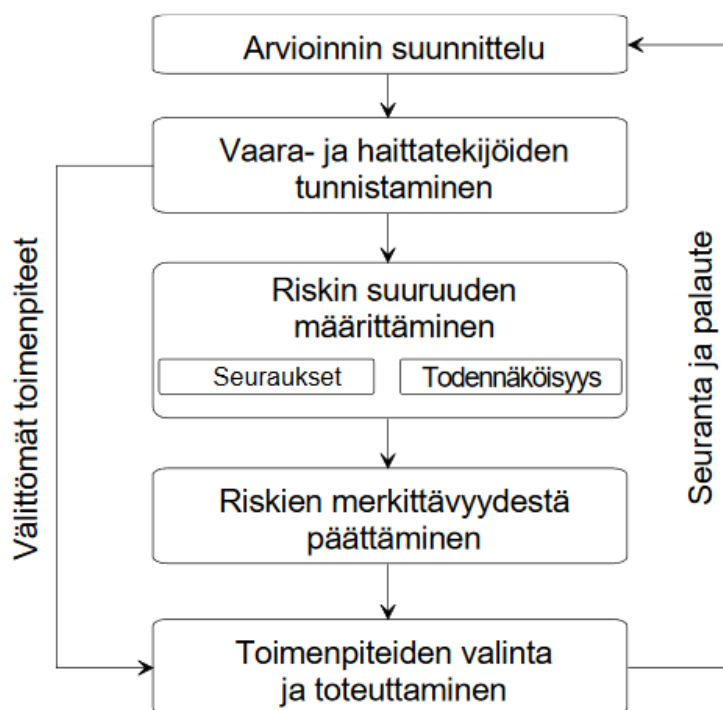 Arvioinnin suunnittelu
Vaara- ja haittatekijöiden
tunnistaminen
Riskin suuruuden
määrittäminen
Seuraukset
Todennäköisyys
Riskien merkittävyydestä
päättäminen
Toimenpiteiden valinta
ja toteuttaminen
Välittömät toimenpiteet
Seuranta ja palaute